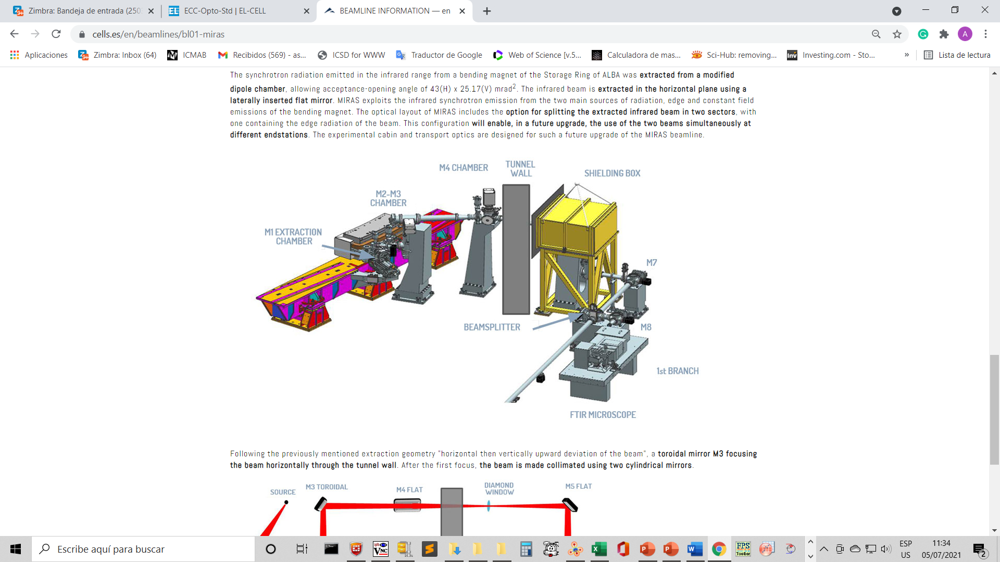 Zimbra: Bandeja de entrada (250
ECC-Opto-Std | EL-CELL
BEAMLINE INFORMATION — en
cells.es/en/beamlines/bl01-miras
A
Aplicaciones
Zimbra: Inbox (64)
ICMAB
Recibidos (569) - as...
ICSD for WWW
Traductor de Google
Web of Science [v.5...
Calculadora de mas...
Sci-Hub: removing...
Inv
Investing.com - Sto...
»
Lista de lectura
The synchrotron radiation emitted in the infrared range from a bending magnet of the Storage Ring of ALBA was extracted from a modified
dipole chamber, allowing acceptance-opening angle of 43(H) x 25.17(V) mrad2. The infrared beam is extracted in the horizontal plane using a
laterally inserted flat mirror. MIRAS exploits the infrared synchrotron emission from the two main sources of radiation, edge and constant field
emissions of the bending magnet. The optical layout of MIRAS includes the option for splitting the extracted infrared beam in two sectors, with
one containing the edge radiation of the beam. This configuration will enable, in a future upgrade, the use of the two beams simultaneously at
different endstations. The experimental cabin and transport optics are designed for such a future upgrade of the MIRAS beamline.
M4 CHAMBER
TUNNEL
WALL
SHIELDING BOX
M2-M3
CHAMBER
M1 EXTRACTION
CHAMBER
M7
BEAMSPLITTER
M8
1st BRANCH
FTIR MICROSCOPE
Following the previously mentioned extraction geometry "horizontal then vertically upward deviation of the beam", a toroidal mirror M3 focusing
the beam horizontally through the tunnel wall. After the first focus, the beam is made collimated using two cylindrical mirrors.
SOURCE
M3 TOROIDAL
M4 FLAT
DIAMOND
WINDOW
M5 FLAT
Escribe aquí para buscar
VNC
EPS
Toolbar
ESP
US
11:34
05/07/2021
2